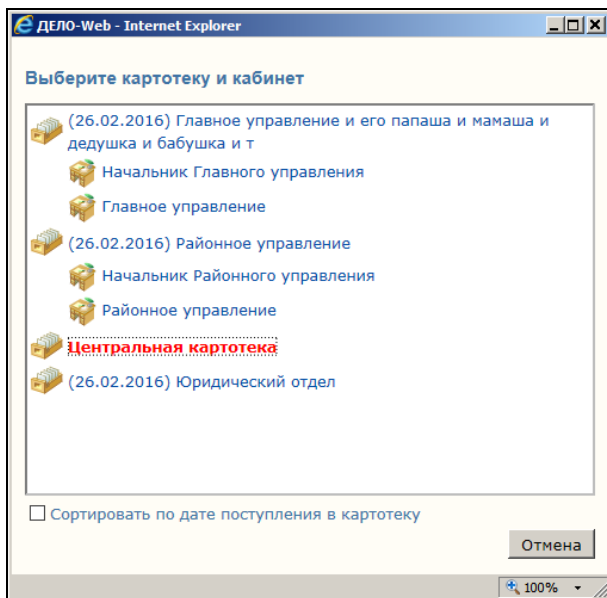 ДЕЛО-Web - Internet Explorer
Выберите картотеку и кабинет
(26.02.2016) Главное управление и его папаша и мамаша и
дедушка и бабушка и т
Начальник Главного управления
Главное управление
(26.02.2016) Районное управление
Начальник Районного управления
Районное управление
Центральная картотека
(26.02.2016) Юридический отдел
Сортировать по дате поступления в картотеку
Отмена
100%